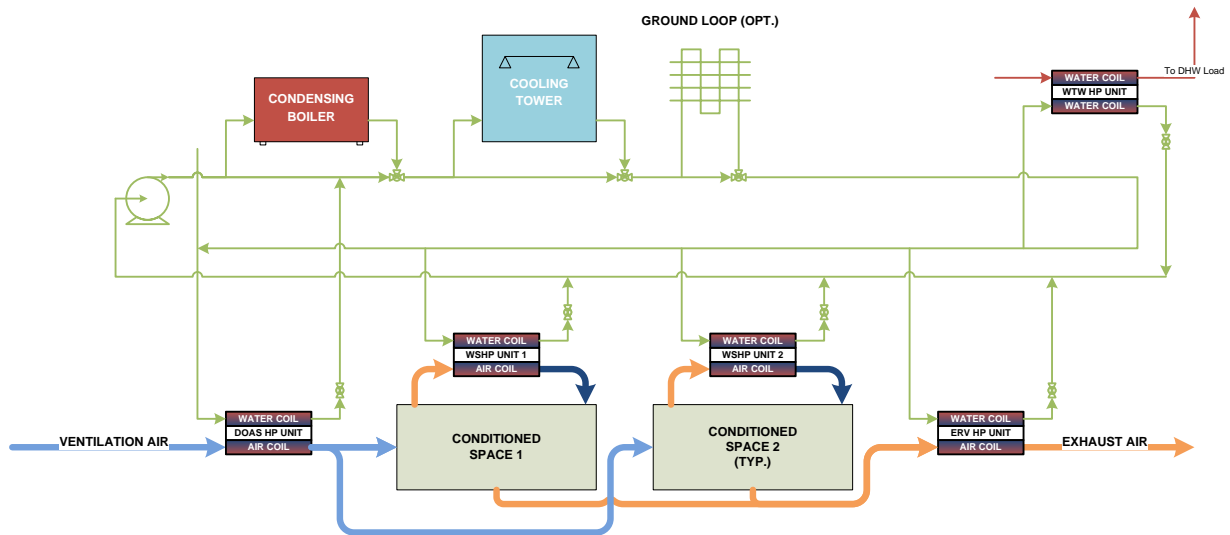 GROUND LOOP (OPT.)
CONDENSING
BOILER
COOLING
TOWER
To DHW Load
WATER COIL
WTW HP UNIT
WATER COIL
WATER COIL
WSHP UNIT 1
AIR COIL
WATER COIL
WSHP UNIT 2
AIR COIL
VENTILATION AIR
WATER COIL
DOAS HP UNIT
AIR COIL
CONDITIONED
SPACE 1
CONDITIONED
SPACE 2
(TYP.)
WATER COIL
ERV HP UNIT
AIR COIL
EXHAUST AIR